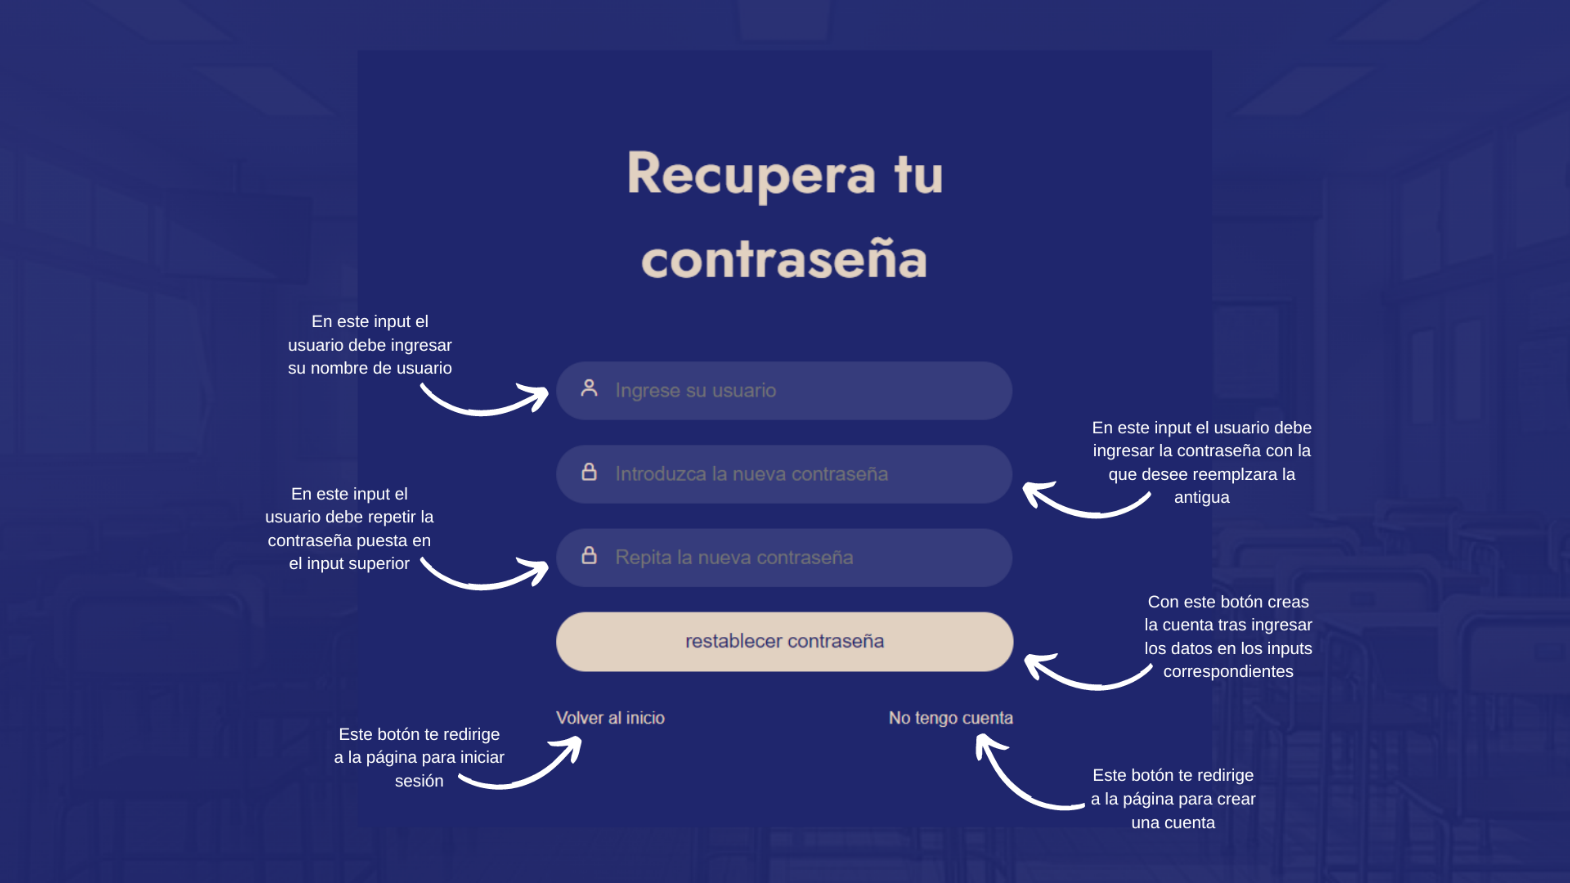 Recupera tu
contraseña
En este input el
usuario debe ingresar
su nombre de usuario
Ingrese su usuario
En este input el usuario debe
ingresar la contraseña con la
que desee reemplzara la
antigua
Introduzca la nueva contraseña
En este input el
usuario debe repetir la
contraseña puesta en
el input superior
Repita la nueva contraseña
Con este botón creas
la cuenta tras ingresar
los datos en los inputs
correspondientes
restablecer contraseña
Volver al inicio
No tengo cuenta
Este botón te redirige
a la página para iniciar
sesión
Este botón te redirige
a la página para crear
una cuenta